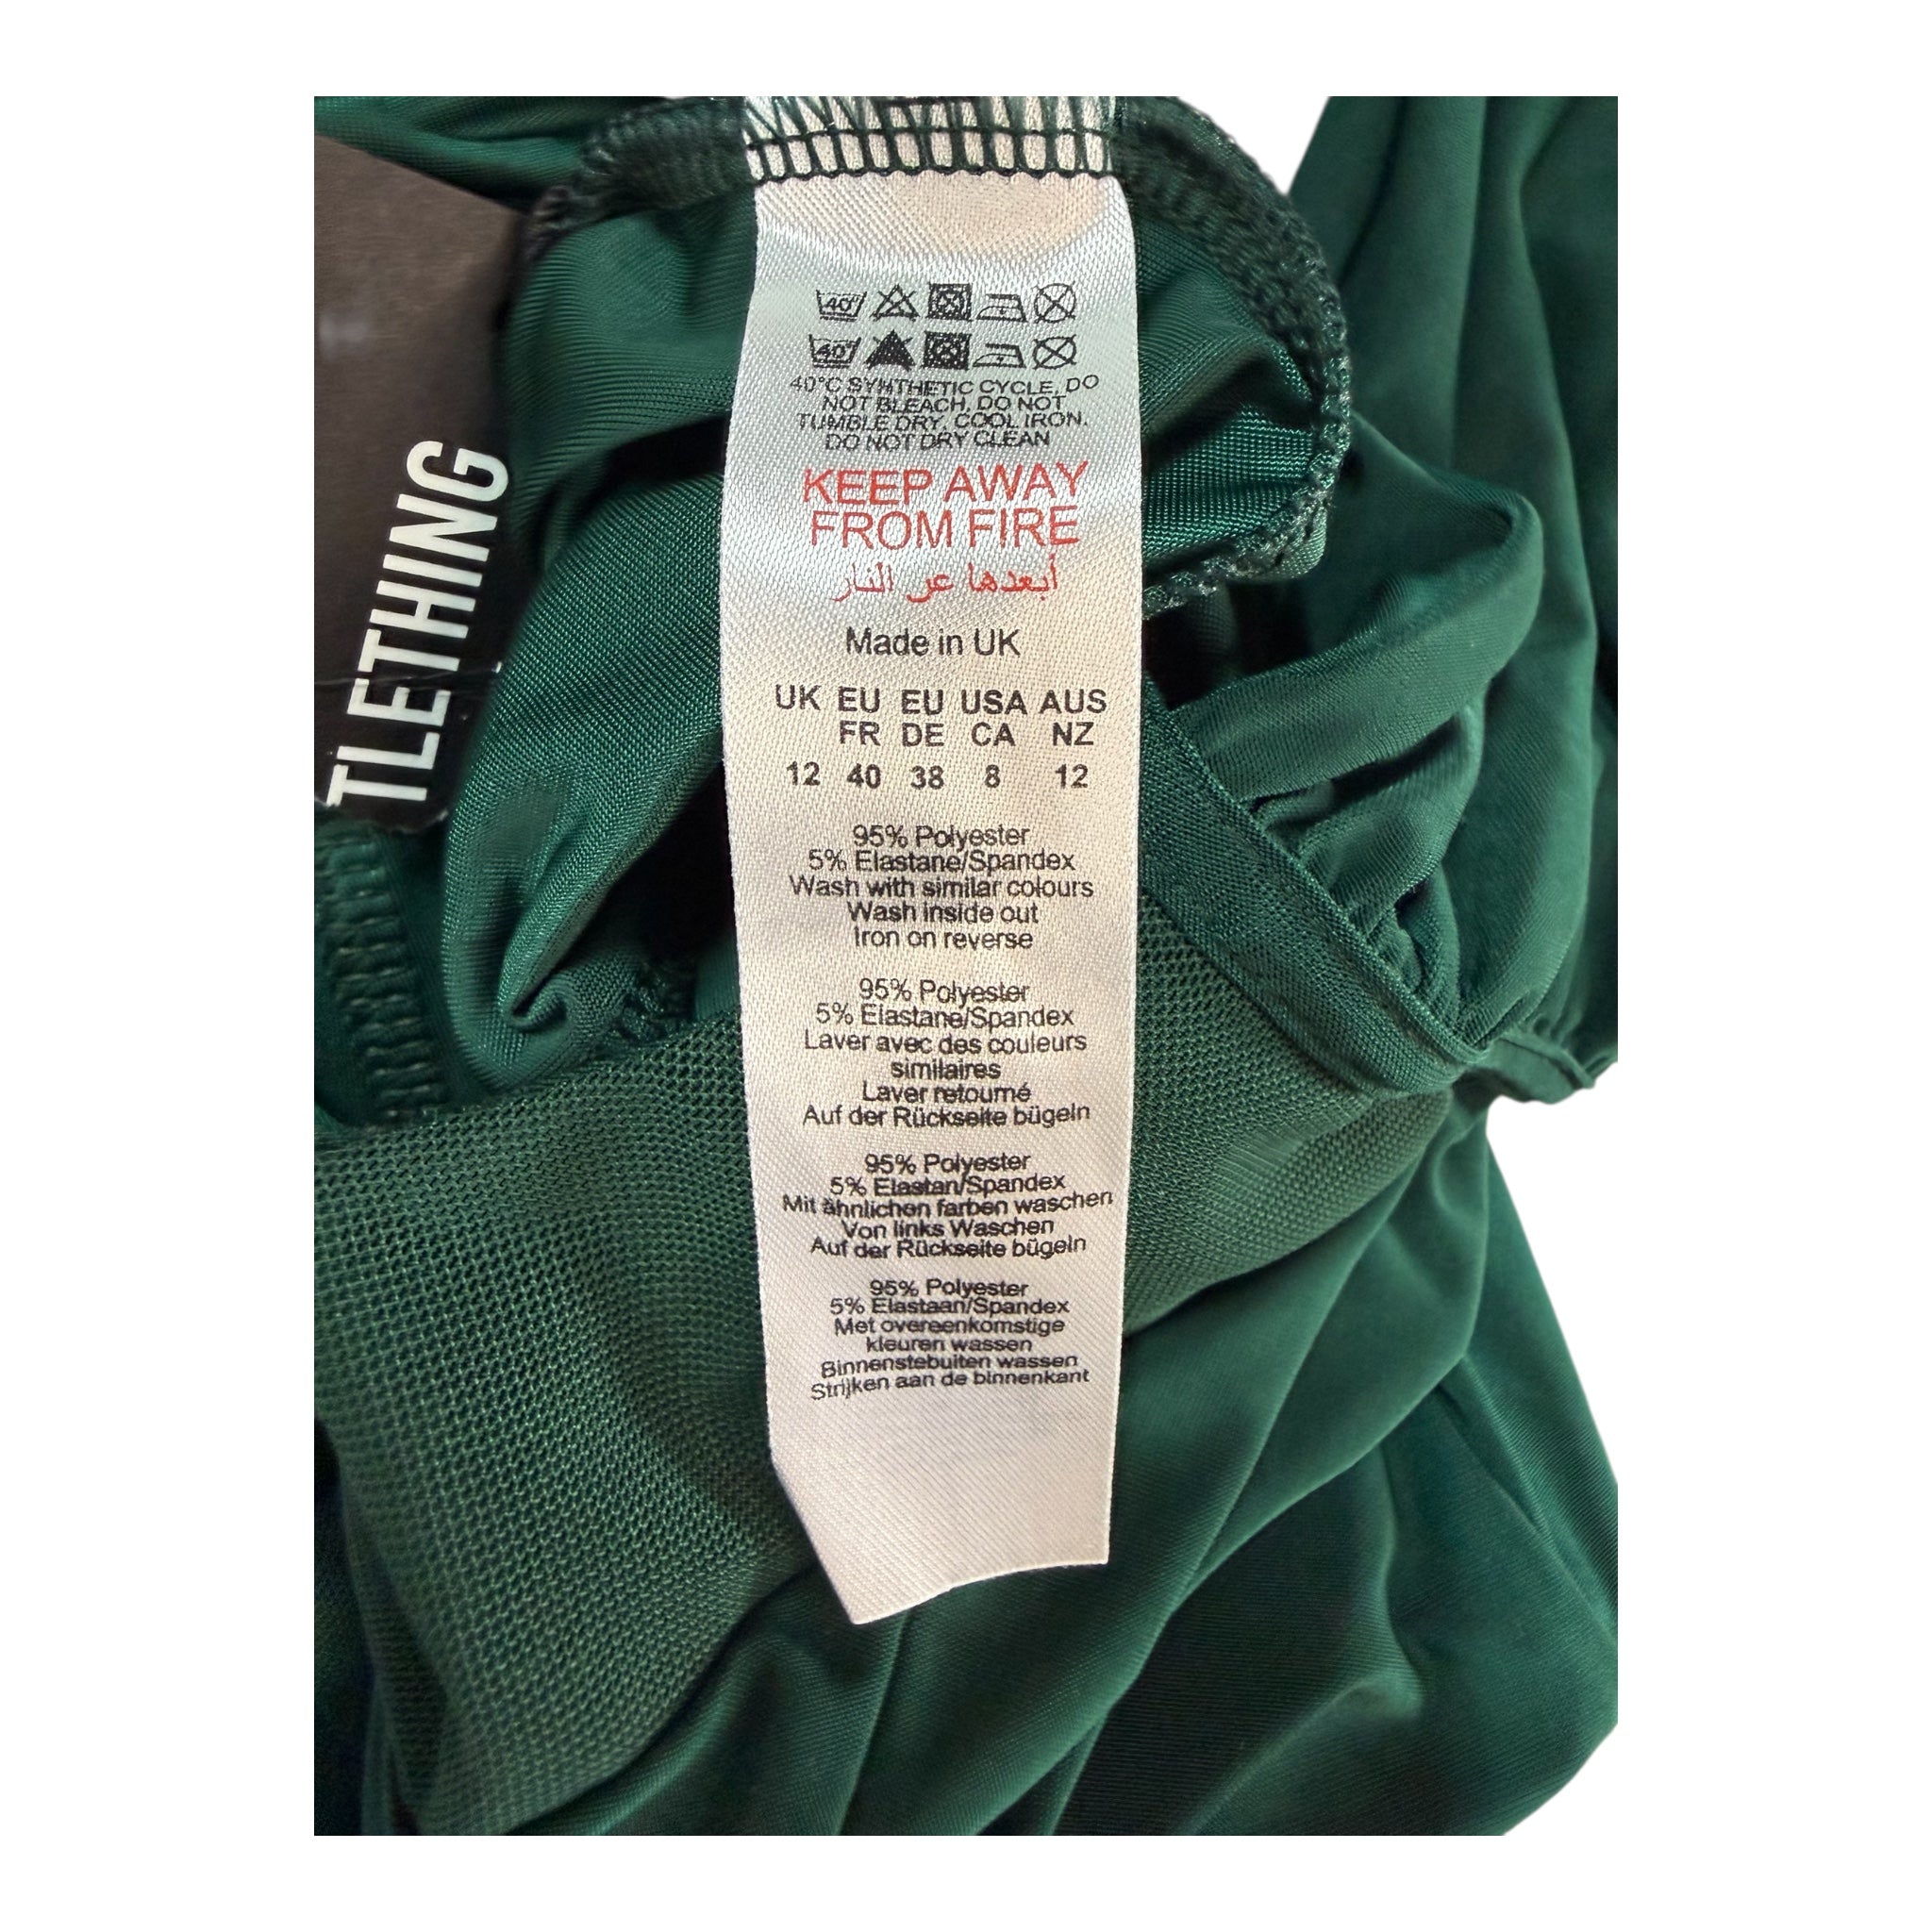 TLETHING
40 40
40°C SYNTHETIC CYCLE, DO
NOT BLEACH, DO NOT
TUMBLE DRY, COOL IRON.
DO NOT DRY CLEAN
KEEP AWAY
FROM FIRE
أبعدها عن النار
Made in UK
UK EU EU USA AUS
FR DE CA NZ
12 40 38 8 12
95% Polyester
5% Elastane/Spandex
Wash with similar colours
Wash inside out
Iron on reverse
95% Polyester
5% Elastane/Spandex
Laver avec des couleurs
similaires
Laver retourné
Auf der Rückseite bügeln
95% Polyester
5% Elastan/Spandex
Mit ähnlichen farben waschen
Von links Waschen
Auf der Rückseite bügeln
95% Polyester
5% Elastaan/Spandex
Met overeenkomstige
kleuren wassen
Binnenstebuiten wassen
Strijken aan de binnenkant